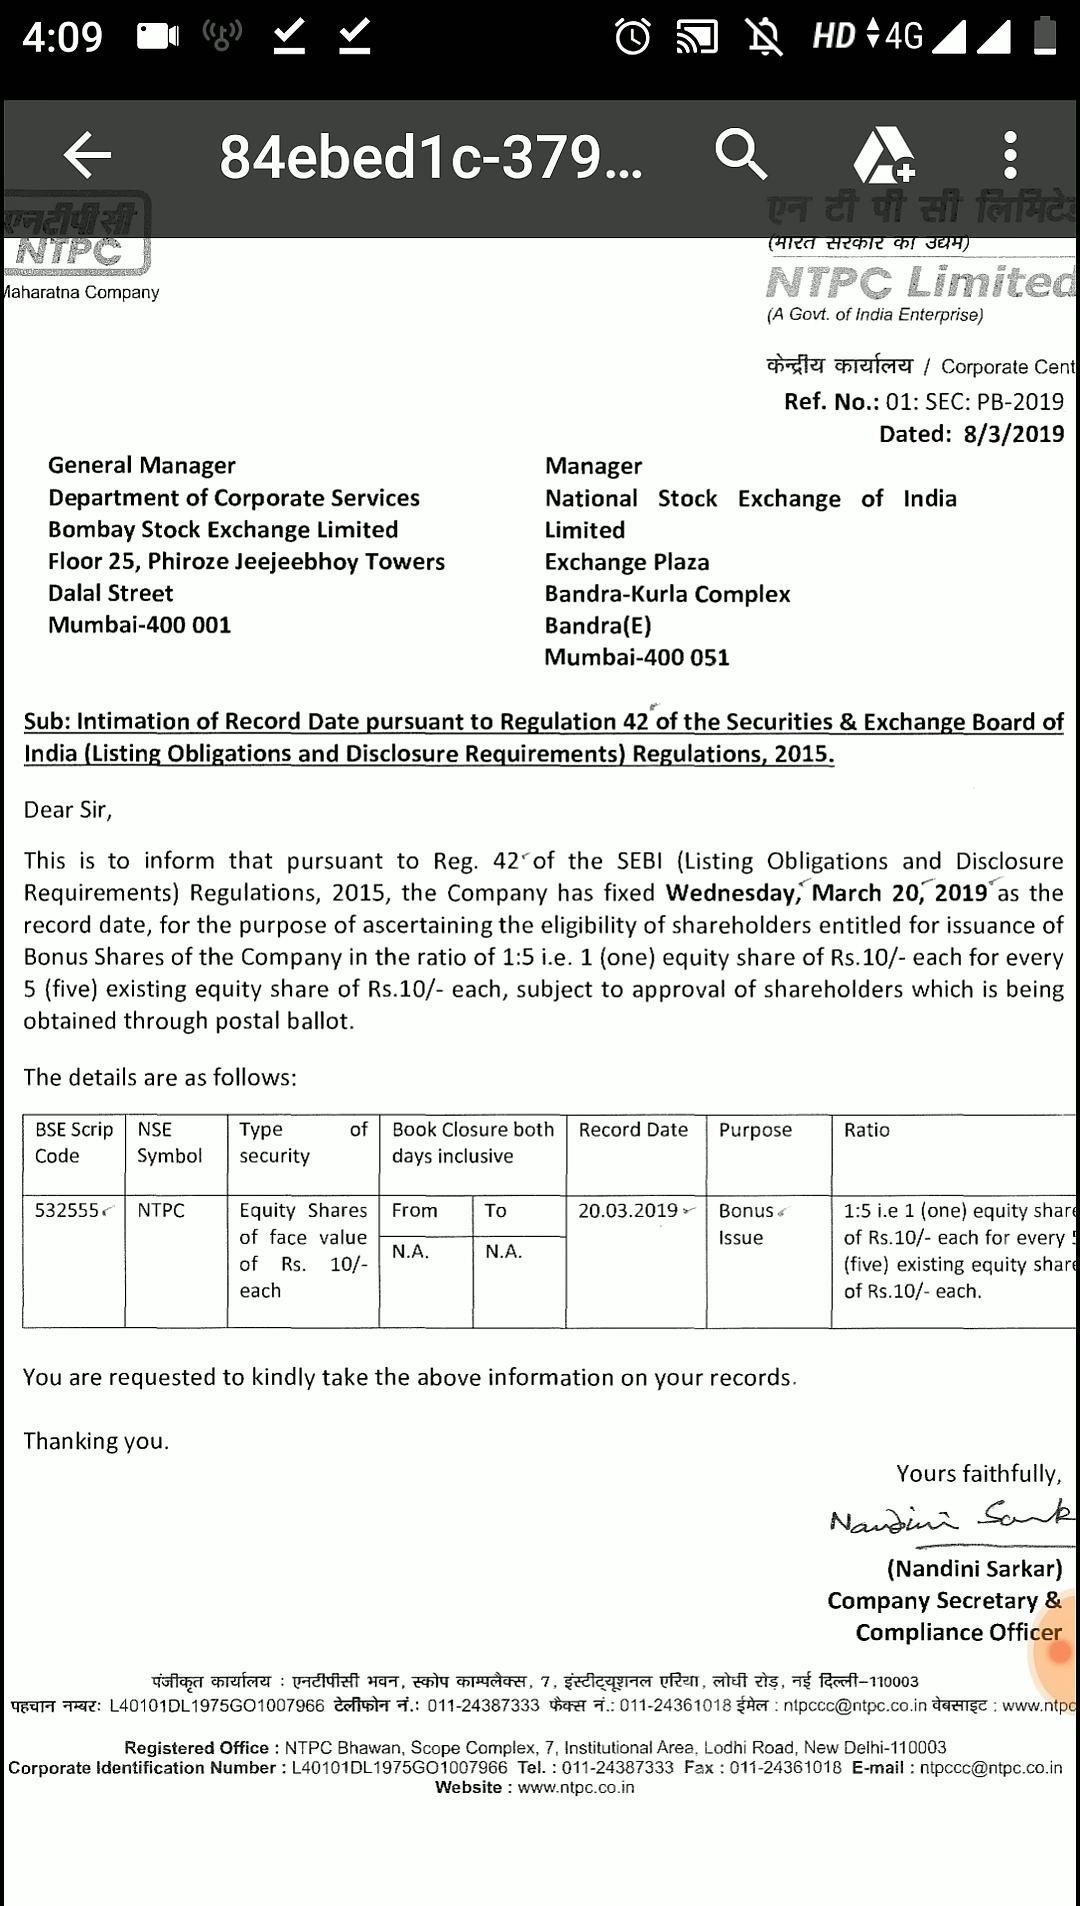 4:09 HD 4G
84ebed1c-379...
एनटीपीसी
NTPC
Maharatna Company
एन टी पी सी लिमिटेड
(भारत सरकार का उद्यम)
NTPC Limited
(A Govt. of India Enterprise)
केन्द्रीय कार्यालय / Corporate Cent
Ref. No.: 01: SEC: PB-2019
Dated: 8/3/2019
General Manager
Department of Corporate Services
Bombay Stock Exchange Limited
Floor 25, Phiroze Jeejeebhoy Towers
Dalal Street
Mumbai-400 001
Manager
National Stock Exchange of India
Limited
Exchange Plaza
Bandra-Kurla Complex
Bandra(E)
Mumbai-400 051
Sub: Intimation of Record Date pursuant to Regulation 42 of the Securities & Exchange Board of
India (Listing Obligations and Disclosure Requirements) Regulations, 2015.
Dear Sir,
This is to inform that pursuant to Reg. 42 of the SEBI (Listing Obligations and Disclosure
Requirements) Regulations, 2015, the Company has fixed Wednesday, March 20, 2019 as the
record date, for the purpose of ascertaining the eligibility of shareholders entitled for issuance of
Bonus Shares of the Company in the ratio of 1:5 i.e. 1 (one) equity share of Rs.10/- each for every
5 (five) existing equity share of Rs.10/- each, subject to approval of shareholders which is being
obtained through postal ballot.
The details are as follows:
BSE Scrip NSE Type of Book Closure both Record Date Purpose Ratio
Code Symbol security days inclusive
532555 NTPC Equity Shares From To 20.03.2019 Bonus 1:5 i.e 1 (one) equity share
of face value N.A. N.A. Issue of Rs.10/- each for every 5
of Rs. 10/- (five) existing equity share
each of Rs.10/- each.
You are requested to kindly take the above information on your records.
Thanking you.
Yours faithfully,
Nandini Sark
(Nandini Sarkar)
Company Secretary &
Compliance Officer
पंजीकृत कार्यालय : एनटीपीसी भवन, स्कोप काम्पलैक्स, 7, इंस्टीट्यूशनल एरिया, लोधी रोड़, नई दिल्ली–110003
पहचान नम्बर: L40101DL1975GO1007966 टेलीफोन नं.: 011-24387333 फैक्स नं.: 011-24361018 ईमेल : ntpccc@ntpc.co.in वेबसाइट : www.ntpc
Registered Office : NTPC Bhawan, Scope Complex, 7, Institutional Area, Lodhi Road, New Delhi-110003
Corporate Identification Number : L40101DL1975GO1007966 Tel. : 011-24387333 Fax : 011-24361018 E-mail : ntpccc@ntpc.co.in
Website : www.ntpc.co.in